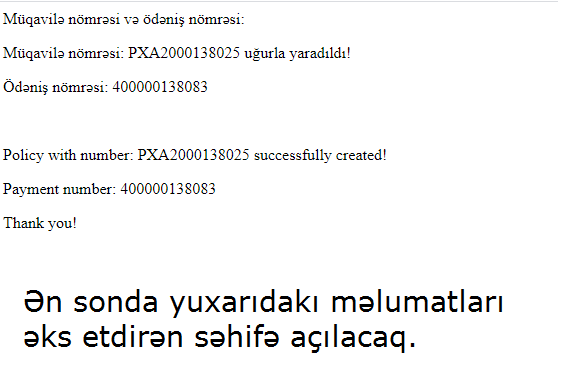 Müqavilə nömrəsi və ödəniş nömrəsi:
Müqavilə nömrəsi: PXA2000138025 uğurla yaradıldı!
Ödəniş nömrəsi: 400000138083
Policy with number: PXA2000138025 successfully created!
Payment number: 400000138083
Thank you!
Ən sonda yuxarıdakı məlumatları
əks etdirən səhifə açılacaq.